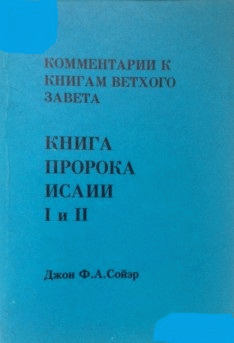 КОММЕНТАРИИ К
КНИГАМ ВЕТХОГО
ЗАВЕТА
КНИГА
ПРОРОКА
ИСАИИ
I и II
Джон Ф.А.Сойэр